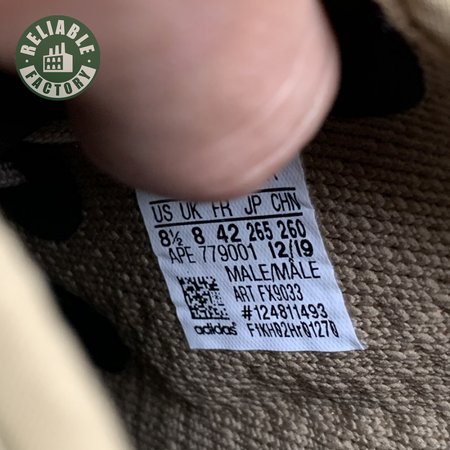 RELIABLE
FACTORY
US UK FR JP CHN
8½ 8 42 265 260
APE 779001 12/19
MALE/MALE
ART FX9033
#124811493
adidas F1KH02Hr01270